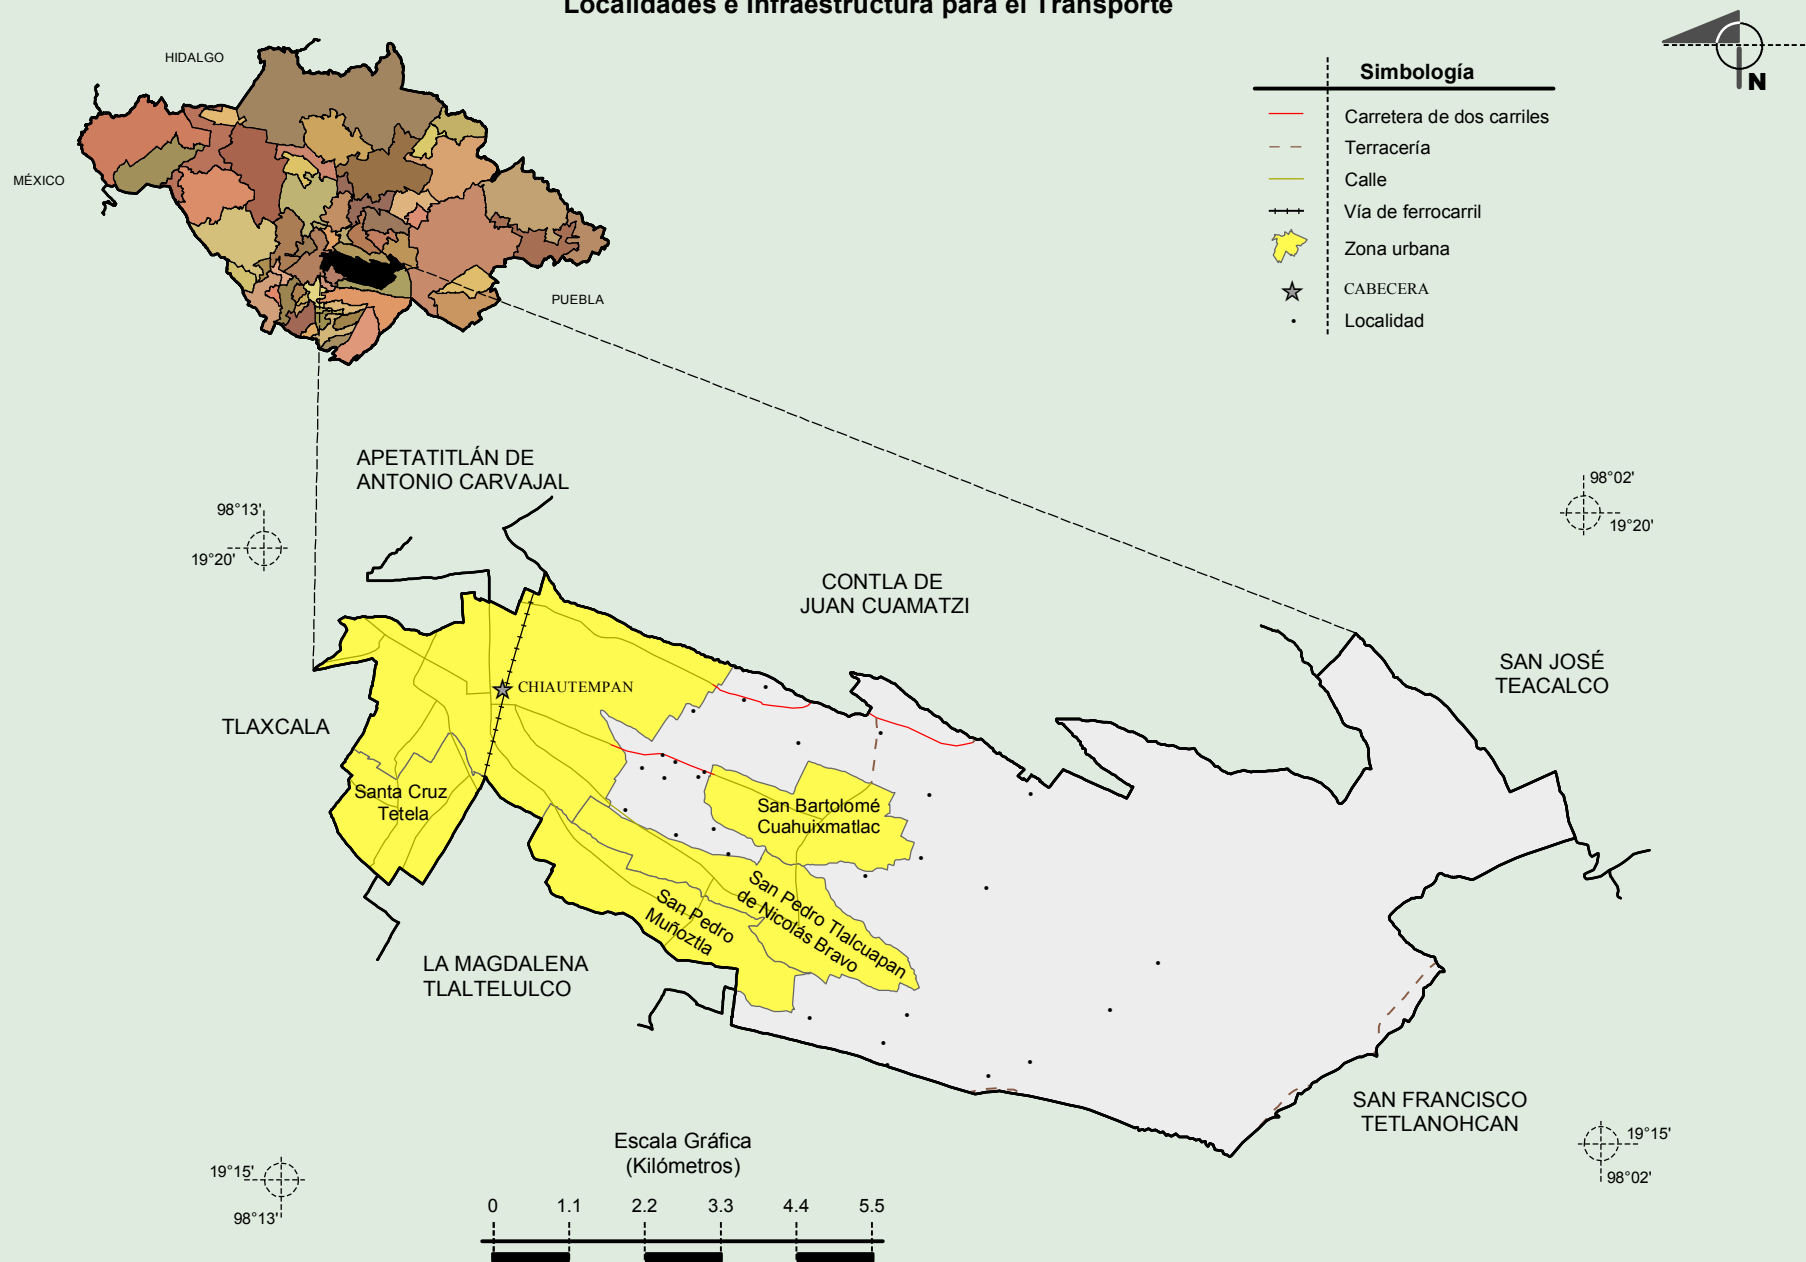 Localidades e Infraestructura para el Transporte
HIDALGO
MÉXICO
PUEBLA
N
Simbología
Carretera de dos carriles
Terracería
Calle
Vía de ferrocarril
Zona urbana
CABECERA
Localidad
APETATITLÁN DE
ANTONIO CARVAJAL
98°13'
19°20'
98°02'
19°20'
CONTLA DE
JUAN CUAMATZI
SAN JOSÉ
TEACALCO
CHIAUTEMPAN
TLAXCALA
Santa Cruz
Tetela
San Bartolomé
Cuahuixmatlac
San Pedro Tlalcuapan
de Nicolás Bravo
San Pedro
Muñoztla
LA MAGDALENA
TLALTELULCO
SAN FRANCISCO
TETLANOHCAN
19°15'
98°02'
19°15'
98°13'
Escala Gráfica
(Kilómetros)
0 1.1 2.2 3.3 4.4 5.5